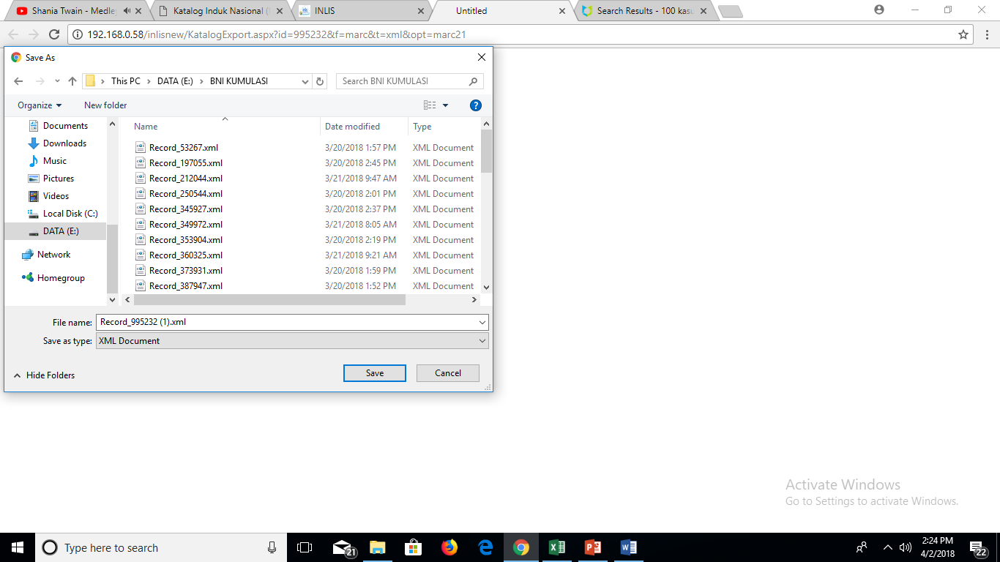 Shania Twain - Medle
Katalog Induk Nasional (
INLIS
Untitled
Search Results - 100 kasu
192.168.0.58/inlisnew/KatalogExport.aspx?id=995232&f=marc&t=xml&opt=marc21
Save As
This PC > DATA (E:) > BNI KUMULASI
Search BNI KUMULASI
Organize
New folder
?
Documents
Downloads
Music
Pictures
Videos
Local Disk (C:)
DATA (E:)
Network
Homegroup
Name Date modified Type
Record_53267.xml 3/20/2018 1:57 PM XML Document
Record_197055.xml 3/20/2018 2:45 PM XML Document
Record_212044.xml 3/21/2018 9:47 AM XML Document
Record_250544.xml 3/20/2018 2:01 PM XML Document
Record_345927.xml 3/20/2018 2:37 PM XML Document
Record_349972.xml 3/21/2018 8:05 AM XML Document
Record_353904.xml 3/20/2018 2:19 PM XML Document
Record_360325.xml 3/21/2018 9:21 AM XML Document
Record_373931.xml 3/20/2018 1:59 PM XML Document
Record_387947.xml 3/20/2018 1:52 PM XML Document
File name: Record_995232 (1).xml
Save as type: XML Document
Hide Folders
Save
Cancel
Activate Windows
Go to Settings to activate Windows.
Type here to search
21
2:24 PM
4/2/2018
22